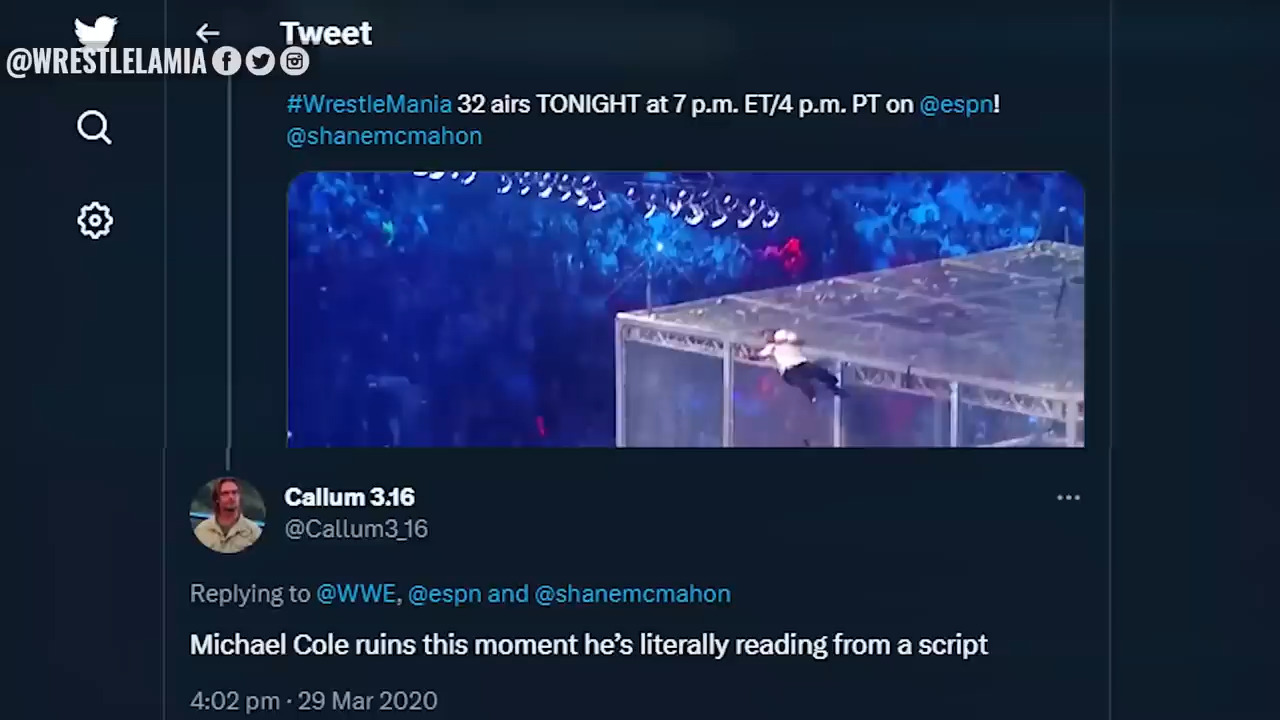 @WRESTLELAMIA
Tweet
#WrestleMania 32 airs TONIGHT at 7 p.m. ET/4 p.m. PT on @espn!
@shanemcmahon
Callum 3.16
@Callum3_16
Replying to @WWE, @espn and @shanemcmahon
Michael Cole ruins this moment he’s literally reading from a script
4:02 pm · 29 Mar 2020